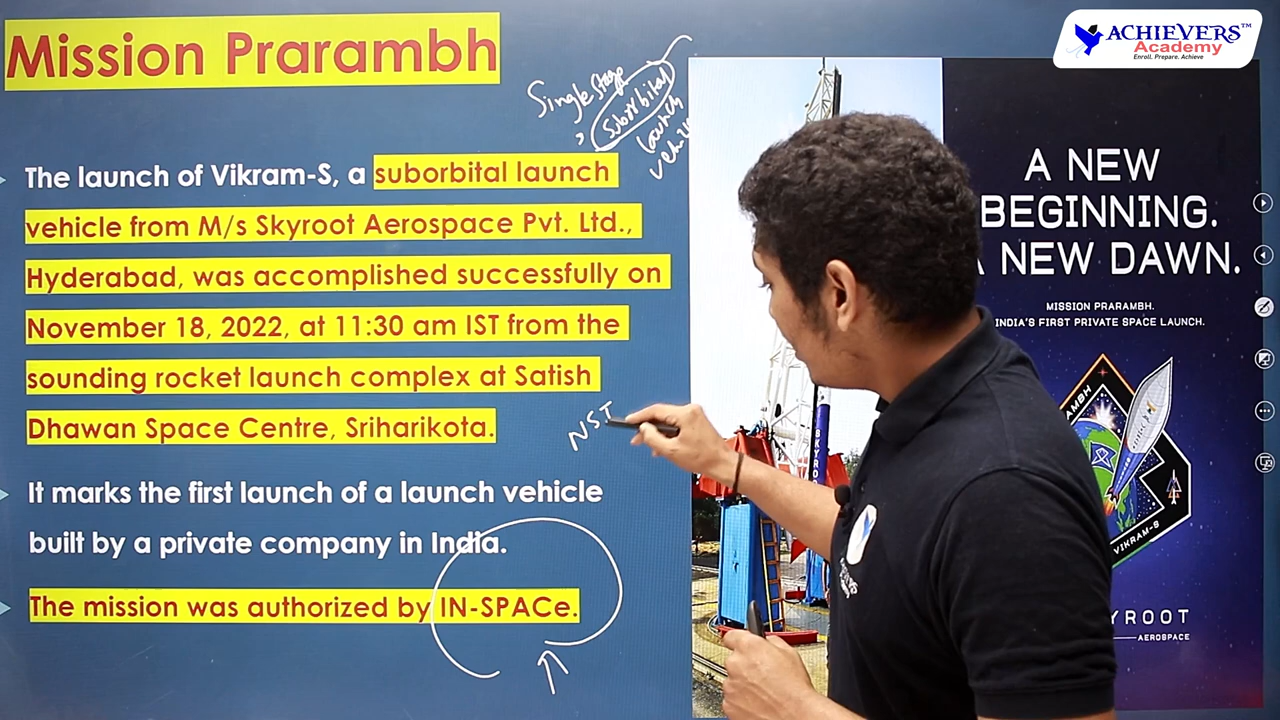 Mission Prarambh
ACHIEVERS™
Academy
Enroll. Prepare. Achieve
Single stage
suborbital
launch
The launch of Vikram-S, a suborbital launch
vehicle from M/s Skyroot Aerospace Pvt. Ltd.,
Hyderabad, was accomplished successfully on
November 18, 2022, at 11:30 am IST from the
sounding rocket launch complex at Satish
Dhawan Space Centre, Sriharikota.
NST
It marks the first launch of a launch vehicle
built by a private company in India.
The mission was authorized by IN-SPACe.
A NEW
BEGINNING.
NEW DAWN.
MISSION PRARAMBH.
INDIA'S FIRST PRIVATE SPACE LAUNCH.
AMBH
VIKRAM-S
SKYRO
YROOT
AEROSPACE